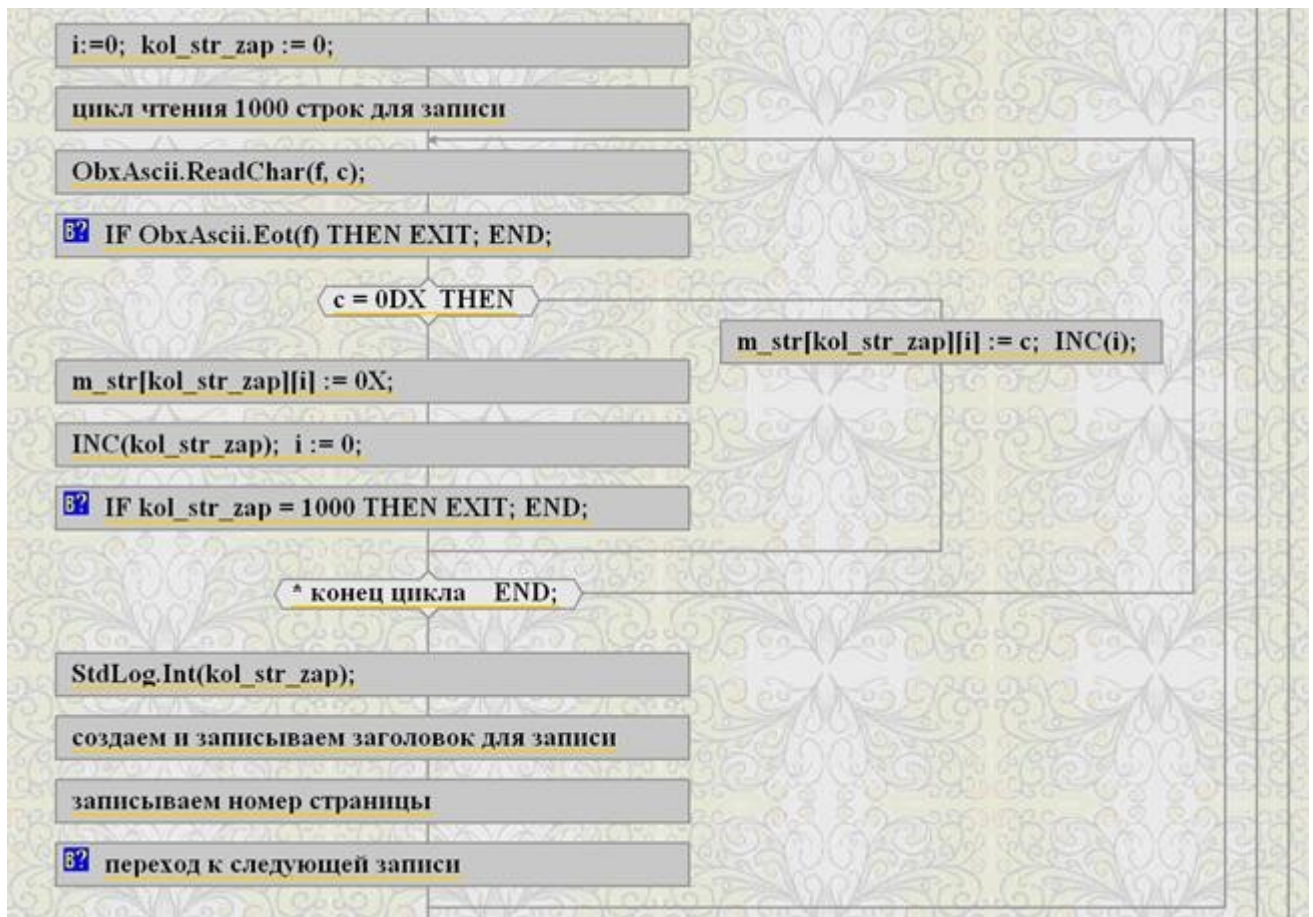 i:=0; kol_str_zap := 0;
цикл чтения 1000 строк для записи
ObxAscii.ReadChar(f, c);
В? IF ObxAscii.Eot(f) THEN EXIT; END;
c = 0DX THEN
m_str[kol_str_zap][i] := c; INC(i);
m_str[kol_str_zap][i] := 0X;
INC(kol_str_zap); i := 0;
В? IF kol_str_zap = 1000 THEN EXIT; END;
* конец цикла END;
StdLog.Int(kol_str_zap);
создаем и записываем заголовок для записи
записываем номер страницы
В? переход к следующей записи